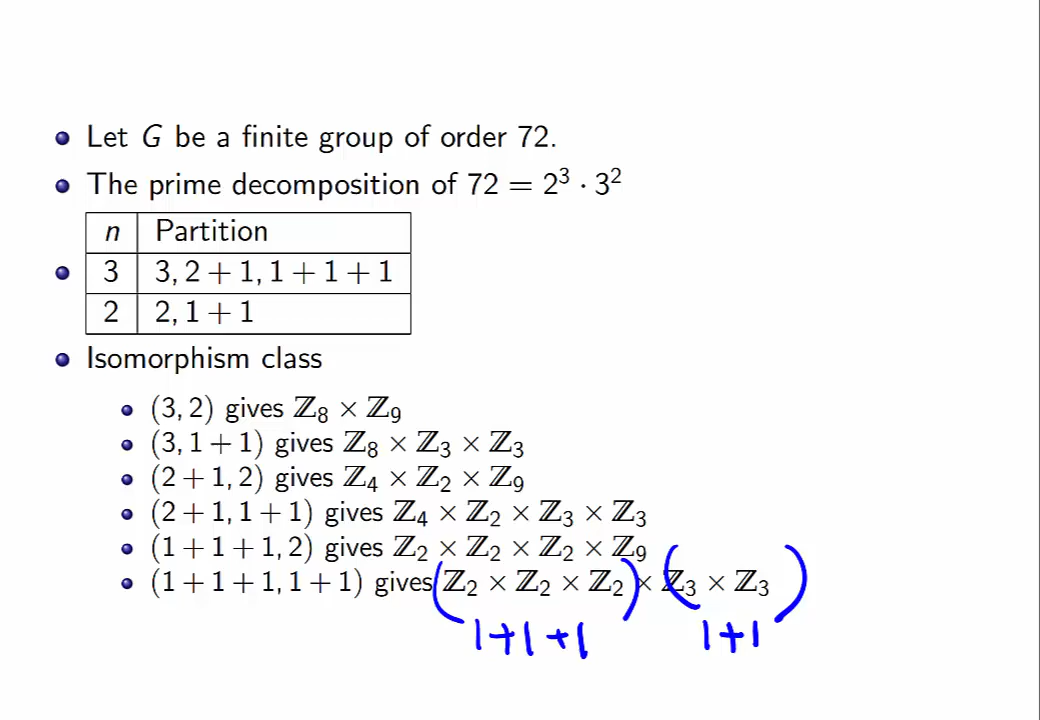 Let G be a finite group of order 72.
The prime decomposition of 72 = 2³ · 3²
n Partition
3 3, 2 + 1, 1 + 1 + 1
2 2, 1 + 1
Isomorphism class
(3, 2) gives ℤ₈ × ℤ₉
(3, 1 + 1) gives ℤ₈ × ℤ₃ × ℤ₃
(2 + 1, 2) gives ℤ₄ × ℤ₂ × ℤ₉
(2 + 1, 1 + 1) gives ℤ₄ × ℤ₂ × ℤ₃ × ℤ₃
(1 + 1 + 1, 2) gives ℤ₂ × ℤ₂ × ℤ₂ × ℤ₉
(1 + 1 + 1, 1 + 1) gives (ℤ₂ × ℤ₂ × ℤ₂) × (ℤ₃ × ℤ₃)
1+1+1 1+1